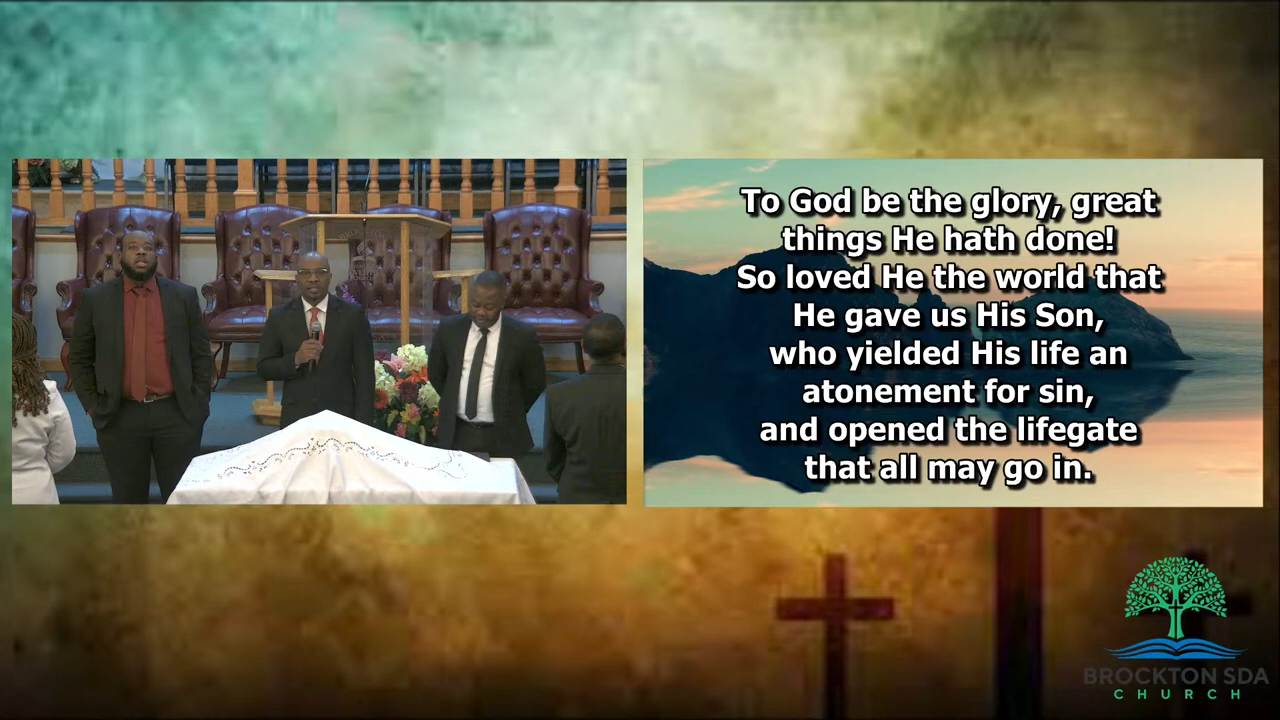 To God be the glory, great
things He hath done!
So loved He the world that
He gave us His Son,
who yielded His life an
atonement for sin,
and opened the lifegate
that all may go in.
BROCKTON SDA
CHURCH